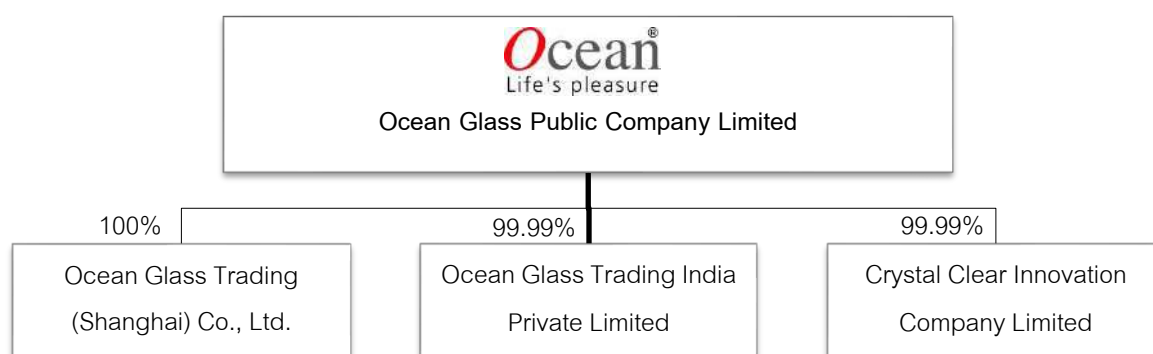 Ocean®
Life's pleasure
Ocean Glass Public Company Limited
100%
99.99%
99.99%
Ocean Glass Trading
(Shanghai) Co., Ltd.
Ocean Glass Trading India
Private Limited
Crystal Clear Innovation
Company Limited